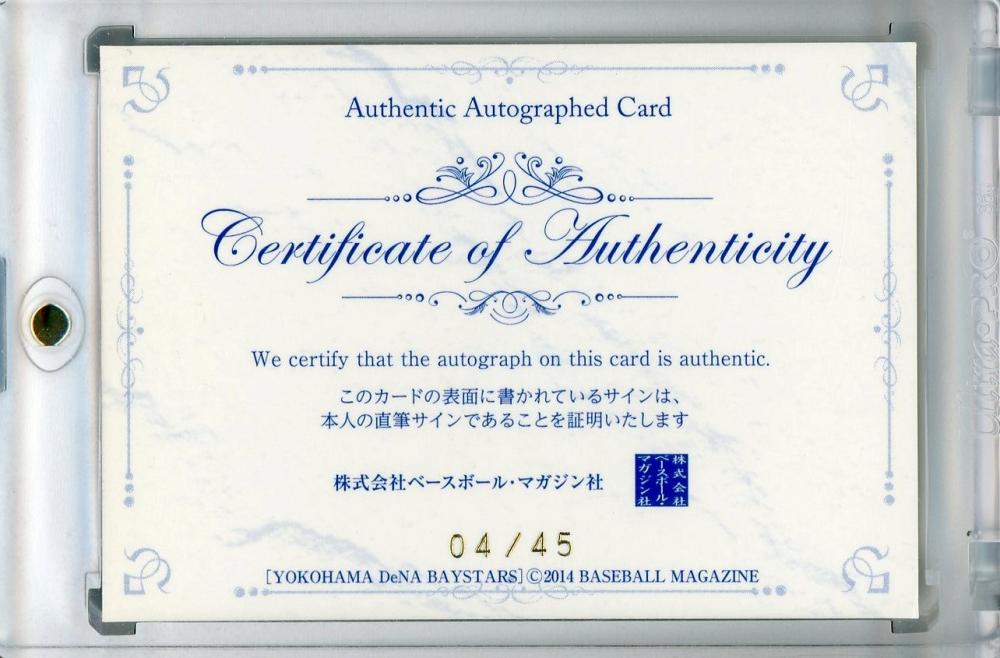 Authentic Autographed Card
Certificate of Authenticity
We certify that the autograph on this card is authentic.
このカードの表面に書かれているサインは、
本人の直筆サインであることを証明いたします
株式会社ベースボール・マガジン社
株式会社
ベースボール・
マガジン社
04/45
[YOKOHAMA DeNA BAYSTARS]©2014 BASEBALL MAGAZINE